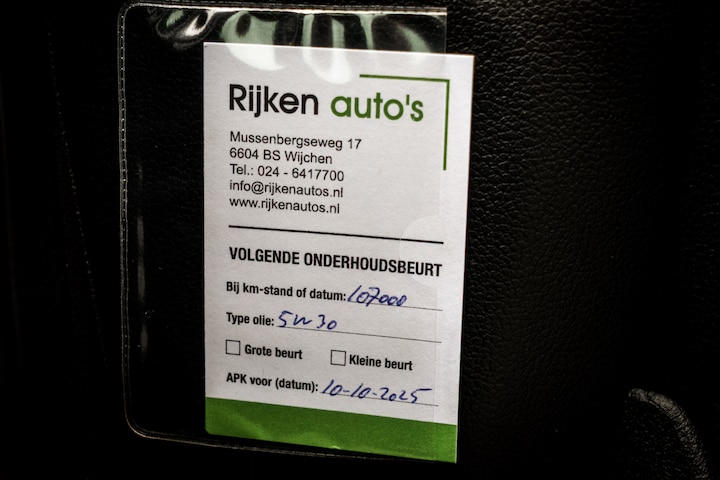 Rijken auto's
Mussenbergseweg 17
6604 BS Wijchen
Tel.: 024 - 6417700
info@rijkenautos.nl
www.rijkenautos.nl
VOLGENDE ONDERHOUDSBEURT
Bij km-stand of datum: 107000
Type olie: 5w30
Grote beurt Kleine beurt
APK voor (datum): 10-10-2025